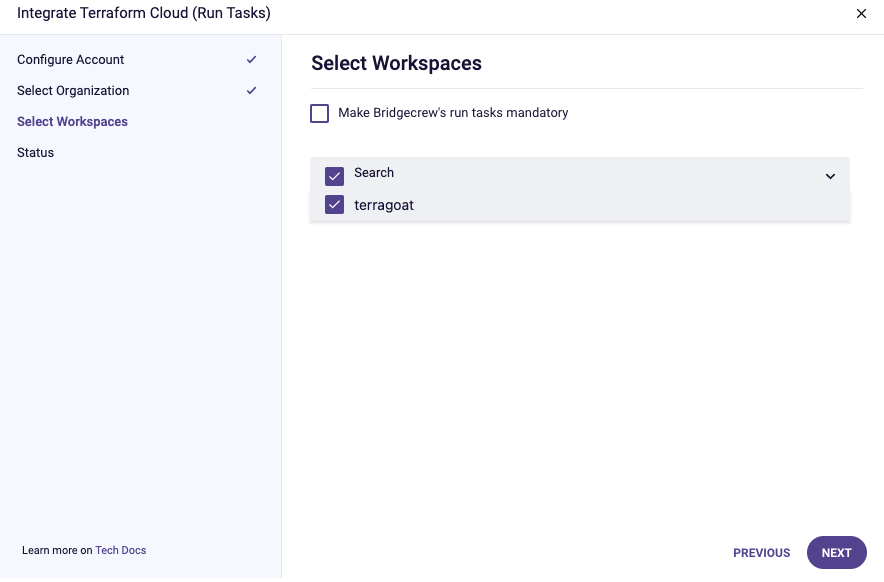 Integrate Terraform Cloud (Run Tasks)
Configure Account
Select Organization
Select Workspaces
Status
Learn more on Tech Docs
Select Workspaces
Make Bridgecrew's run tasks mandatory
Search
terragoat
PREVIOUS
NEXT